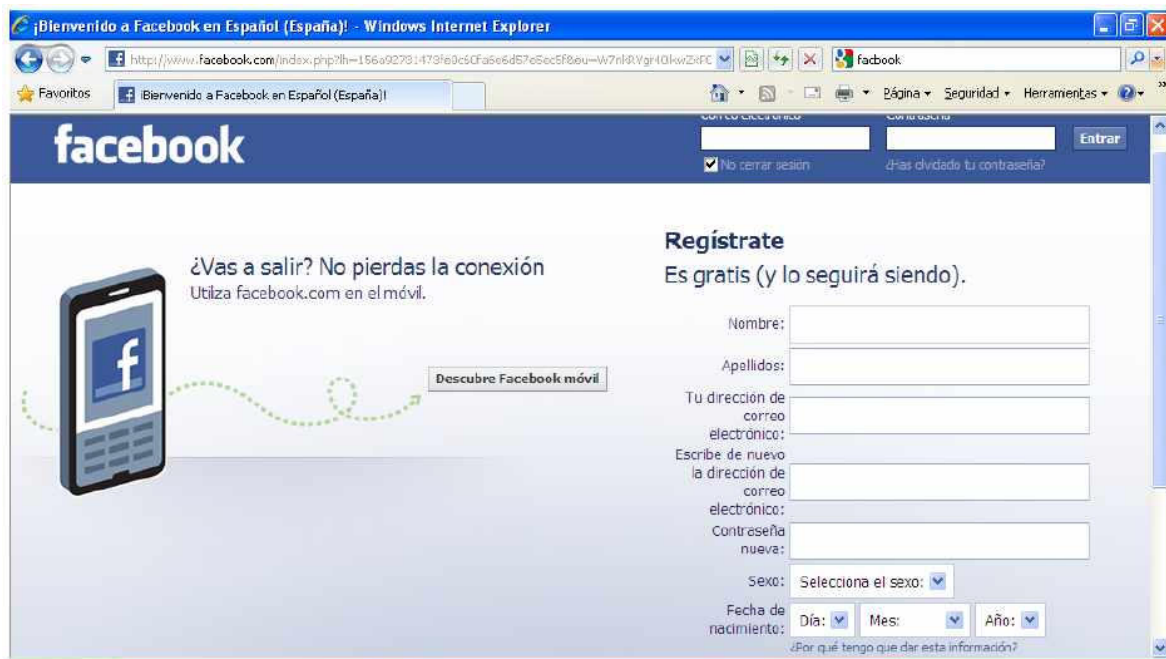 ¡Bienvenido a Facebook en Español (España)! - Windows Internet Explorer
facbook
Favoritos
¡Bienvenido a Facebook en Español (España)!
Página
Seguridad
Herramientas
Correo electrónico
Contraseña
facebook
Entrar
No cerrar sesión
¿Has olvidado tu contraseña?
¿Vas a salir? No pierdas la conexión
Utiliza facebook.com en el móvil.
Descubre Facebook móvil
Regístrate
Es gratis (y lo seguirá siendo).
Nombre:
Apellidos:
Tu dirección de
correo
electrónico:
Escribe de nuevo
la dirección de
correo
electrónico:
Contraseña
nueva:
Sexo: Selecciona el sexo:
Fecha de
nacimiento:
Día: Mes: Año:
¿Por qué tengo que dar esta información?